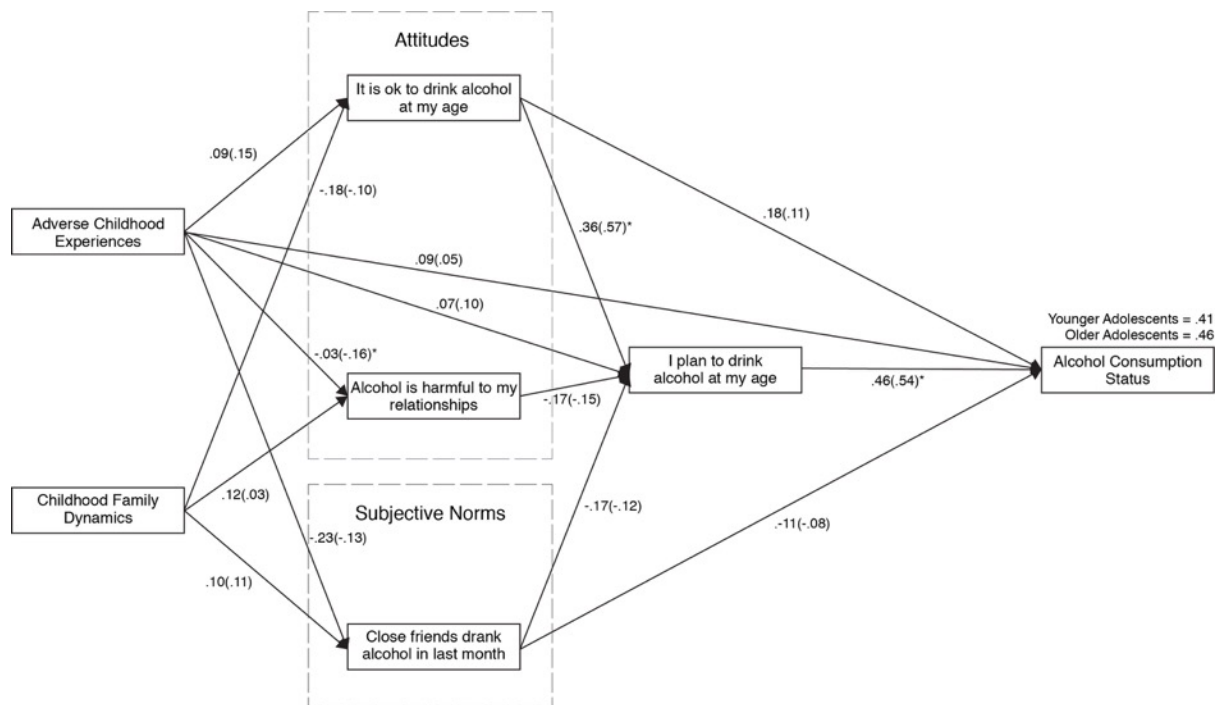 Attitudes
It is ok to drink alcohol
at my age
.09(.15)
-.18(-.10)
Adverse Childhood
Experiences
.36(.57)*
.18(.11)
.09(.05)
.07(.10)
Younger Adolescents = .41
Older Adolescents = .46
-.03(-.16)*
I plan to drink
alcohol at my age
Alcohol Consumption
Status
.46(.54)*
Alcohol is harmful to my
relationships
-.17(-.15)
Childhood Family
Dynamics
.12(.03)
Subjective Norms
-.17(-.12)
.-11(-.08)
-.23(-.13)
.10(.11)
Close friends drank
alcohol in last month